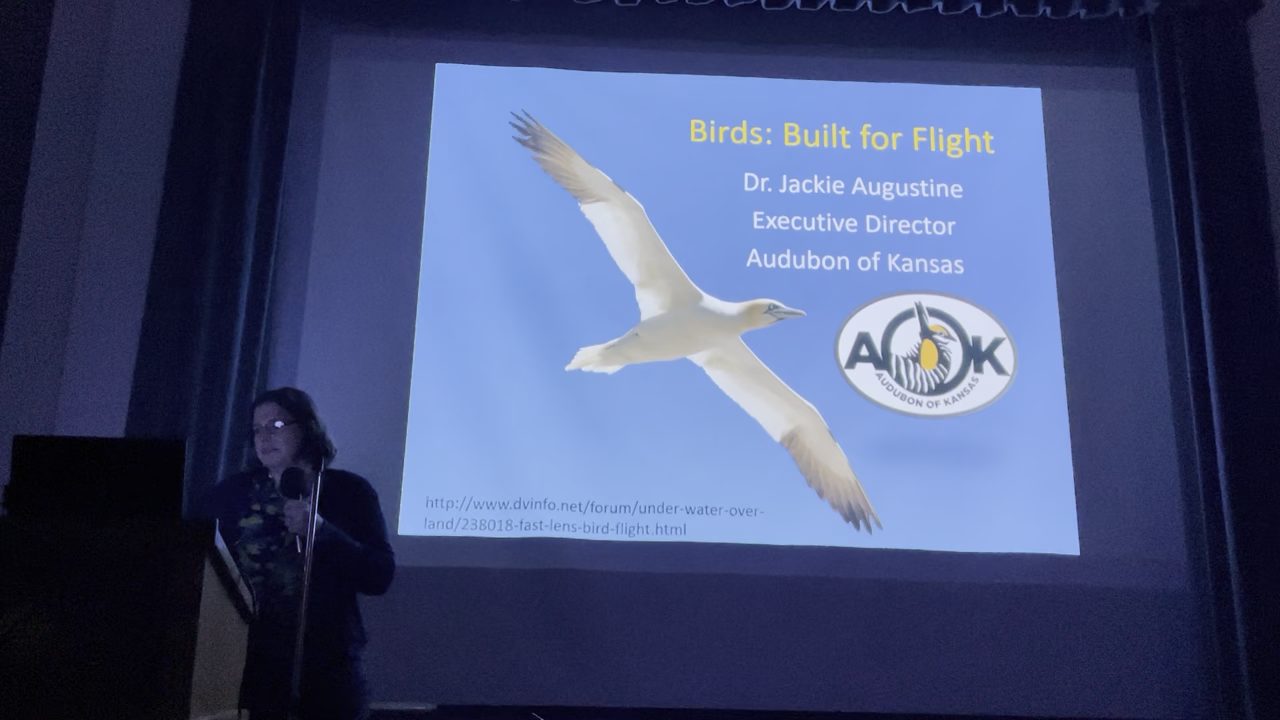 Birds: Built for Flight
Dr. Jackie Augustine
Executive Director
Audubon of Kansas
AOK
AUDUBON OF KANSAS
http://www.dvinfo.net/forum/under-water-over-
land/238018-fast-lens-bird-flight.html